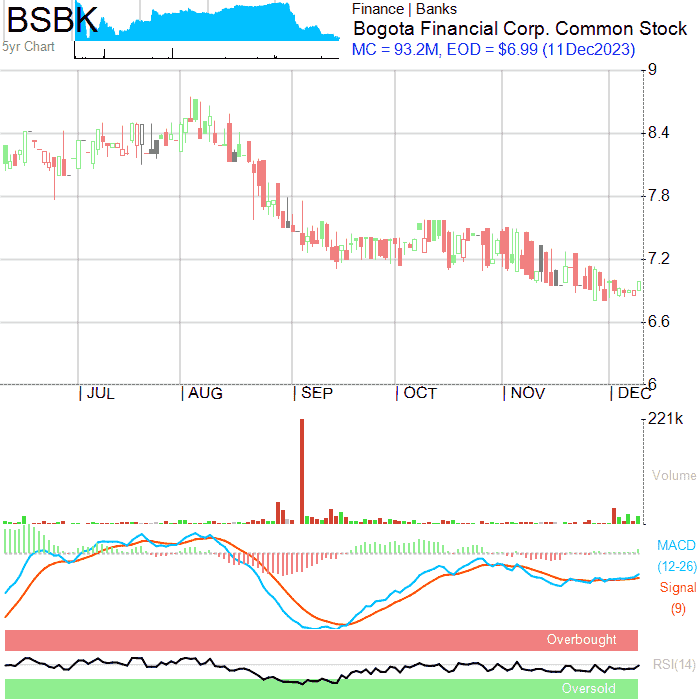 BSBK
5yr Chart
Finance | Banks
Bogota Financial Corp. Common Stock
MC = 93.2M, EOD = $6.99 (11Dec2023)
9
8.4
7.8
7.2
6.6
6
JUL AUG SEP OCT NOV DEC
221k
Volume
MACD
(12-26)
Signal
(9)
Overbought
RSI(14)
Oversold